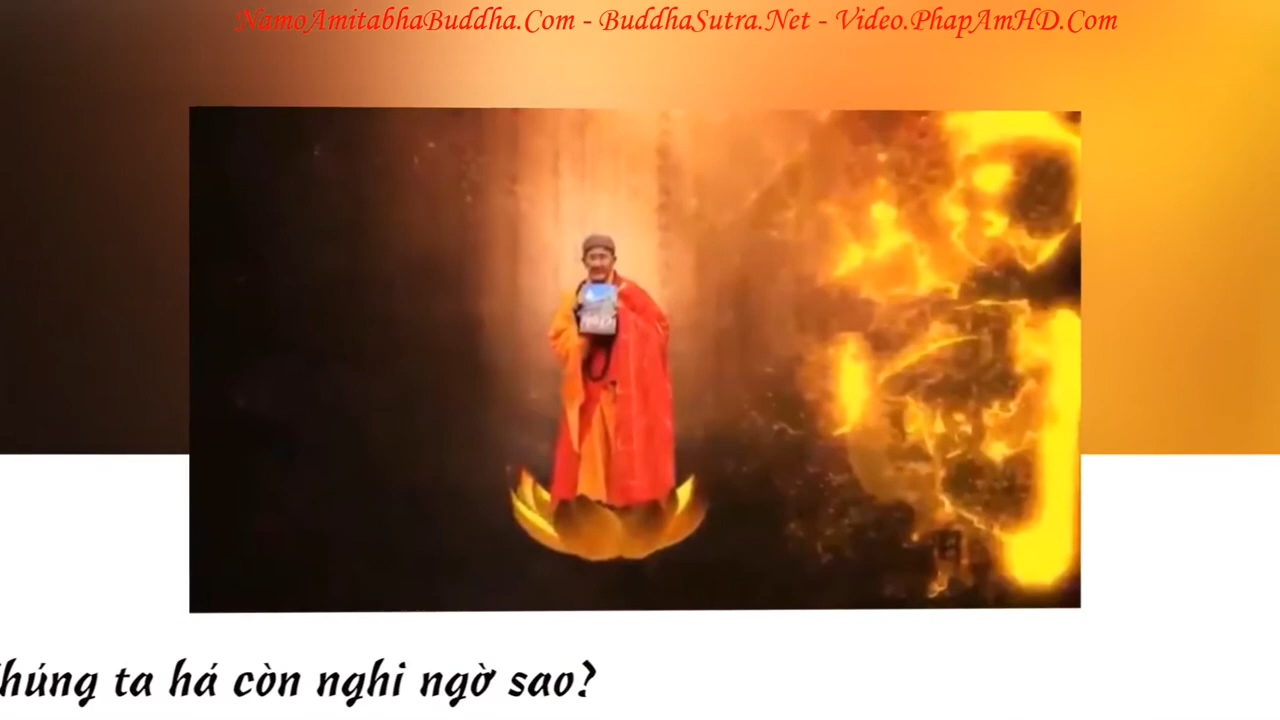 NamoAmitabhaBuddha.Com - BuddhaSutra.Net - Video.PhapAmHD.Com
húng ta há còn nghi ngờ sao?